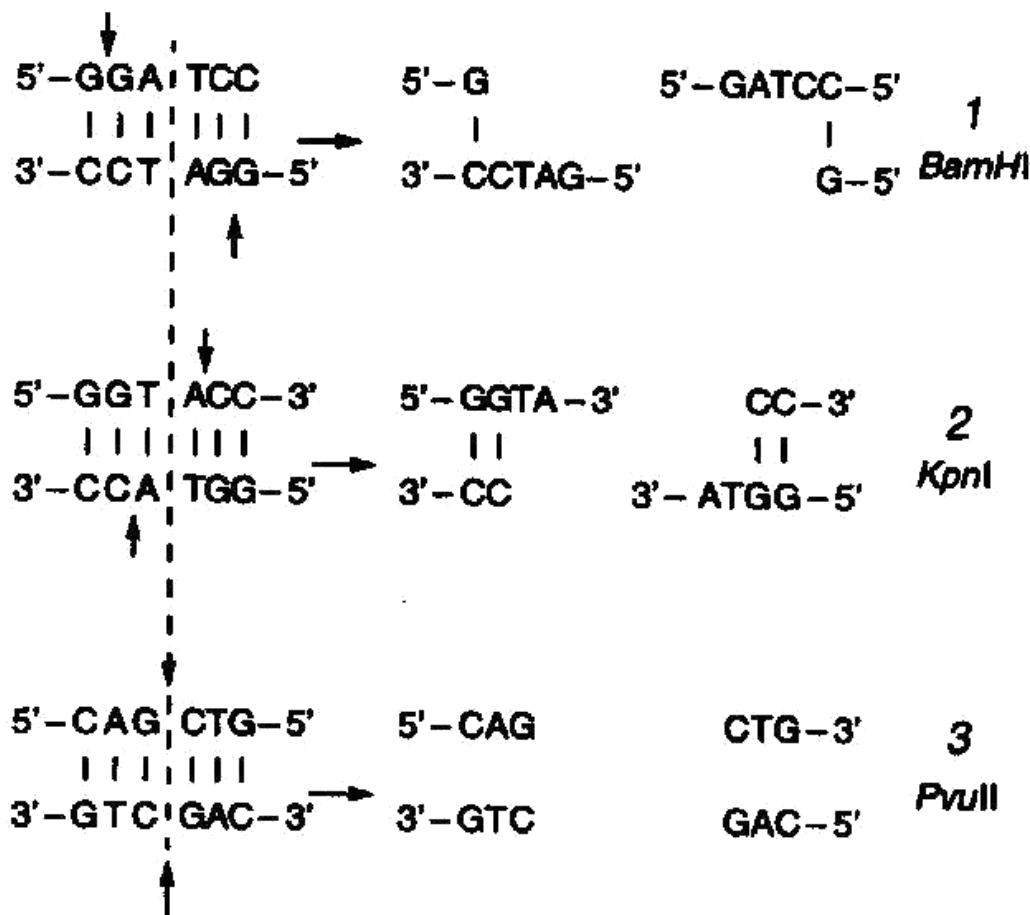 5'-GGA TCC 5'-G 5'-GATCC-5' 1
3'-CCT AGG-5' 3'-CCTAG-5' G-5' BamHI
5'-GGT ACC-3' 5'-GGTA-3' CC-3' 2
3'-CCA TGG-5' 3'-CC 3'-ATGG-5' KpnI
5'-CAG CTG-5' 5'-CAG CTG-3' 3
3'-GTC GAC-3' 3'-GTC GAC-5' PvuII